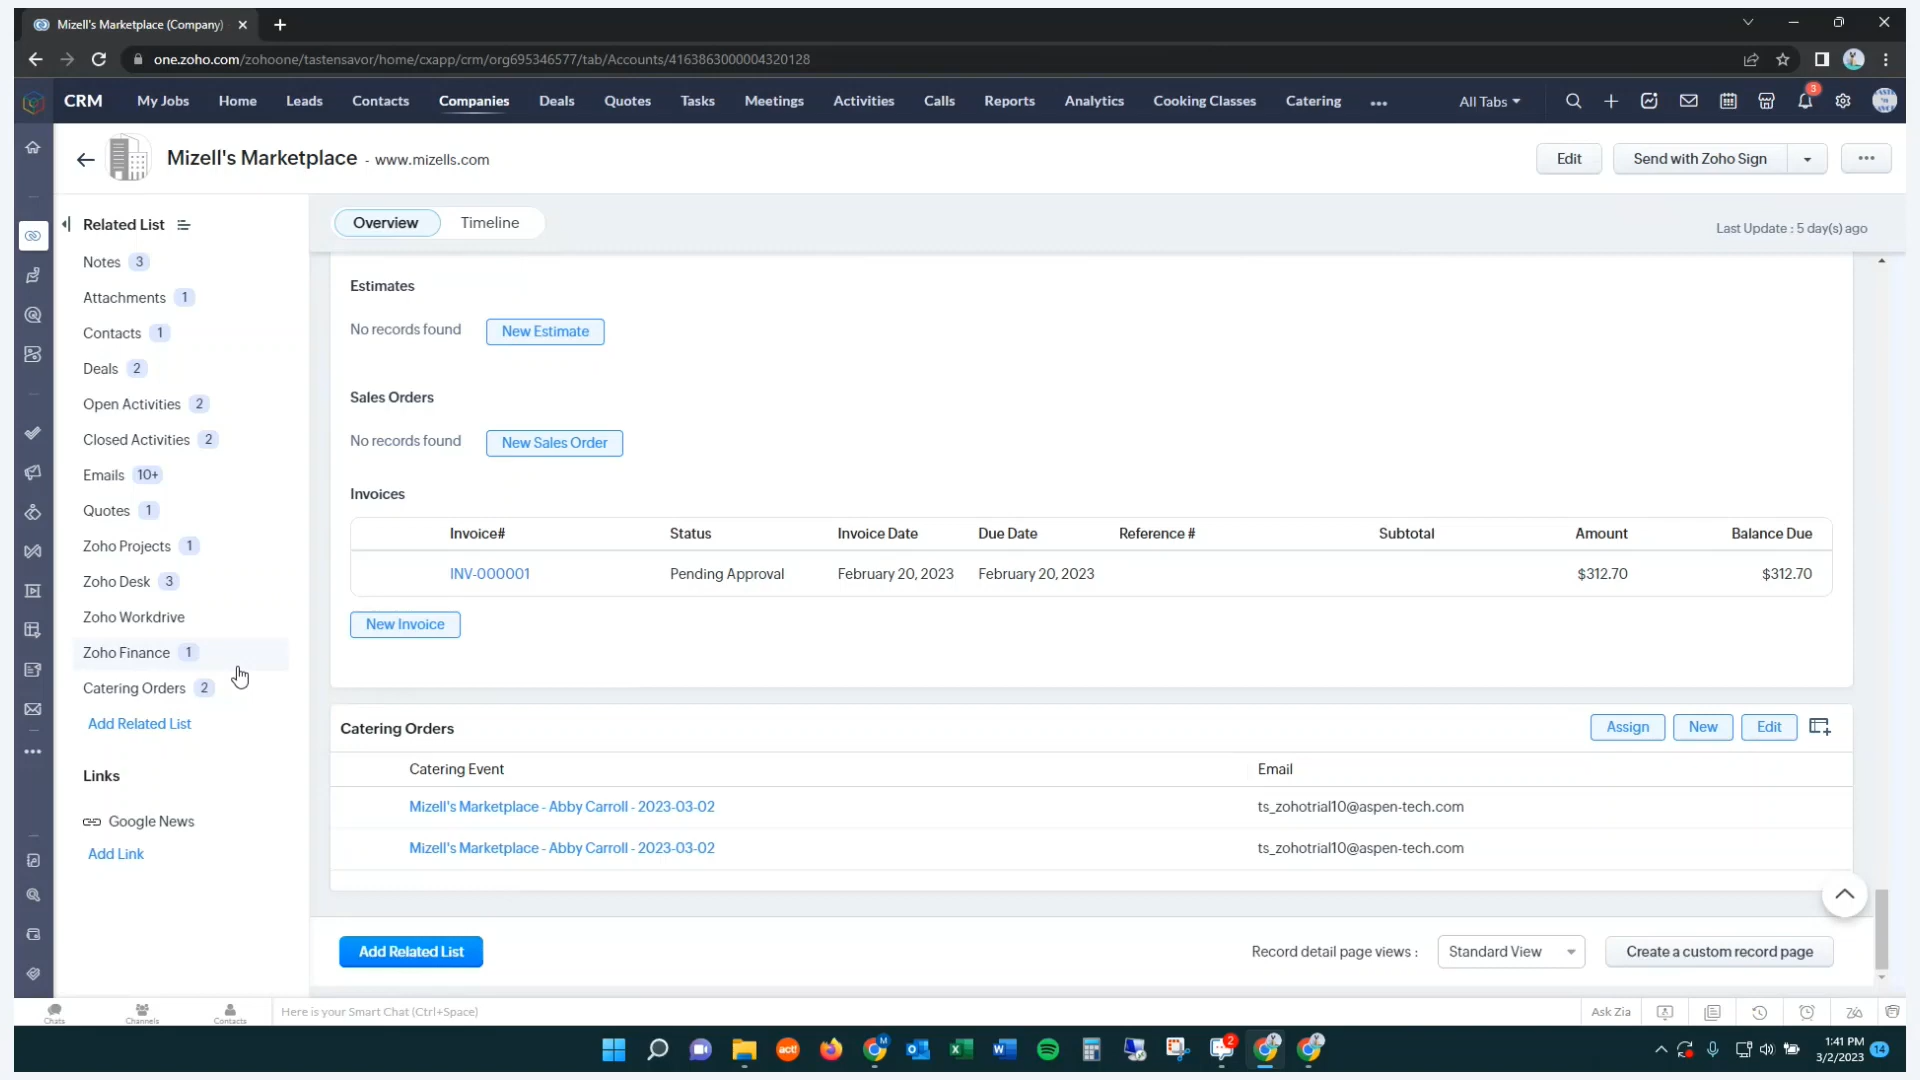 Mizell's Marketplace (Company)
one.zoho.com/zohoone/tastensavor/home/cxapp/crm/org695346577/tab/Accounts/4163863000004320128
CRM My Jobs Home Leads Contacts Companies Deals Quotes Tasks Meetings Activities Calls Reports Analytics Cooking Classes Catering ••• All Tabs 3
Mizell's Marketplace - www.mizells.com Edit Send with Zoho Sign
Related List
Overview Timeline Last Update : 5 day(s) ago
Notes 3
Attachments 1
Contacts 1
Deals 2
Open Activities 2
Closed Activities 2
Emails 10+
Quotes 1
Zoho Projects 1
Zoho Desk 3
Zoho Workdrive
Zoho Finance 1
Catering Orders 2
Add Related List
Links
Google News
Add Link
Estimates
No records found New Estimate
Sales Orders
No records found New Sales Order
Invoices
Invoice# Status Invoice Date Due Date Reference # Subtotal Amount Balance Due
INV-000001 Pending Approval February 20, 2023 February 20, 2023 $312.70 $312.70
New Invoice
Catering Orders Assign New Edit
Catering Event Email
Mizell's Marketplace - Abby Carroll - 2023-03-02 ts_zohotrial10@aspen-tech.com
Mizell's Marketplace - Abby Carroll - 2023-03-02 ts_zohotrial10@aspen-tech.com
Add Related List Record detail page views : Standard View Create a custom record page
Chats Channels Contacts Here is your Smart Chat (Ctrl+Space) Ask Zia
act! M 2
1:41 PM
3/2/2023 14